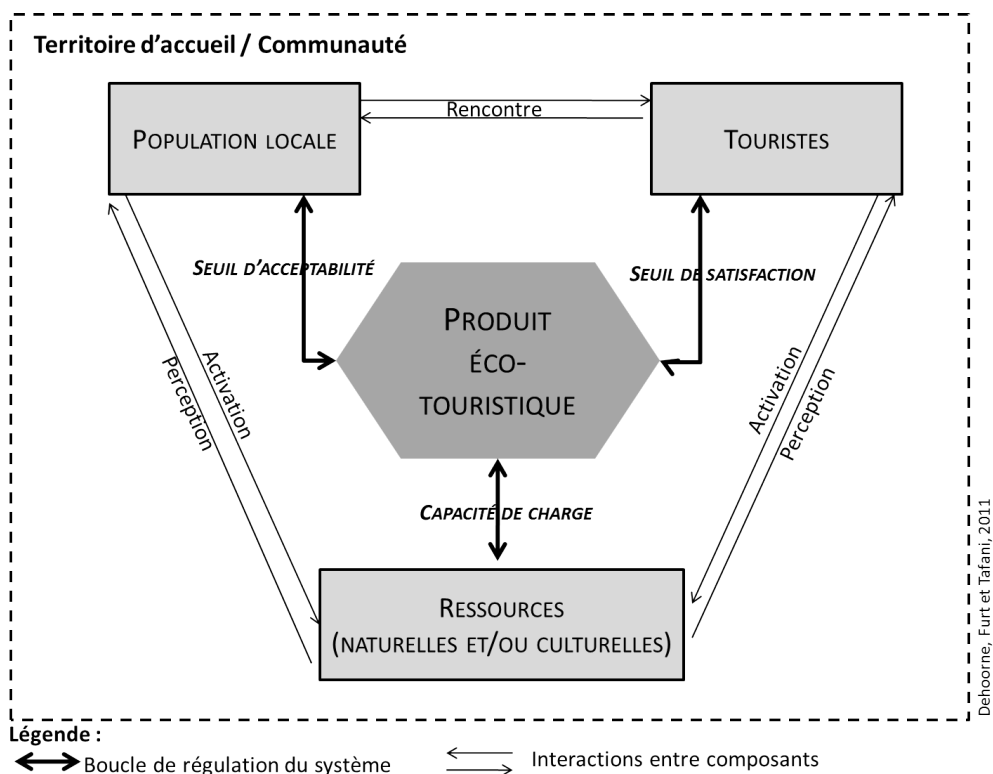 Territoire d'accueil / Communauté
POPULATION LOCALE
Rencontre
TOURISTES
SEUIL D'ACCEPTABILITÉ
SEUIL DE SATISFACTION
PRODUIT
ÉCO-
TOURISTIQUE
Activation
Perception
Activation
Perception
CAPACITÉ DE CHARGE
RESSOURCES
(NATURELLES ET/OU CULTURELLES)
Dehoorne, Furt et Tafani, 2011
Légende :
Boucle de régulation du système
Interactions entre composants